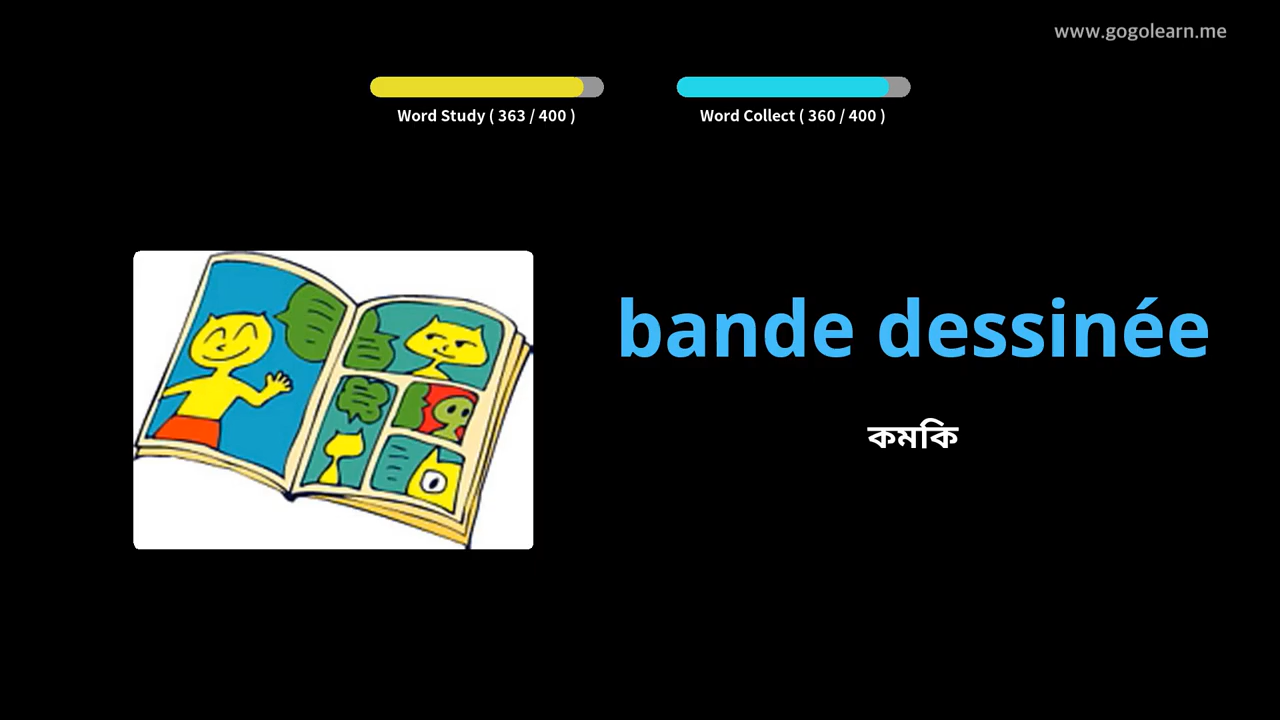 www.gogolearn.me
Word Study ( 363 / 400 )
Word Collect ( 360 / 400 )
bande dessinée
কমকি